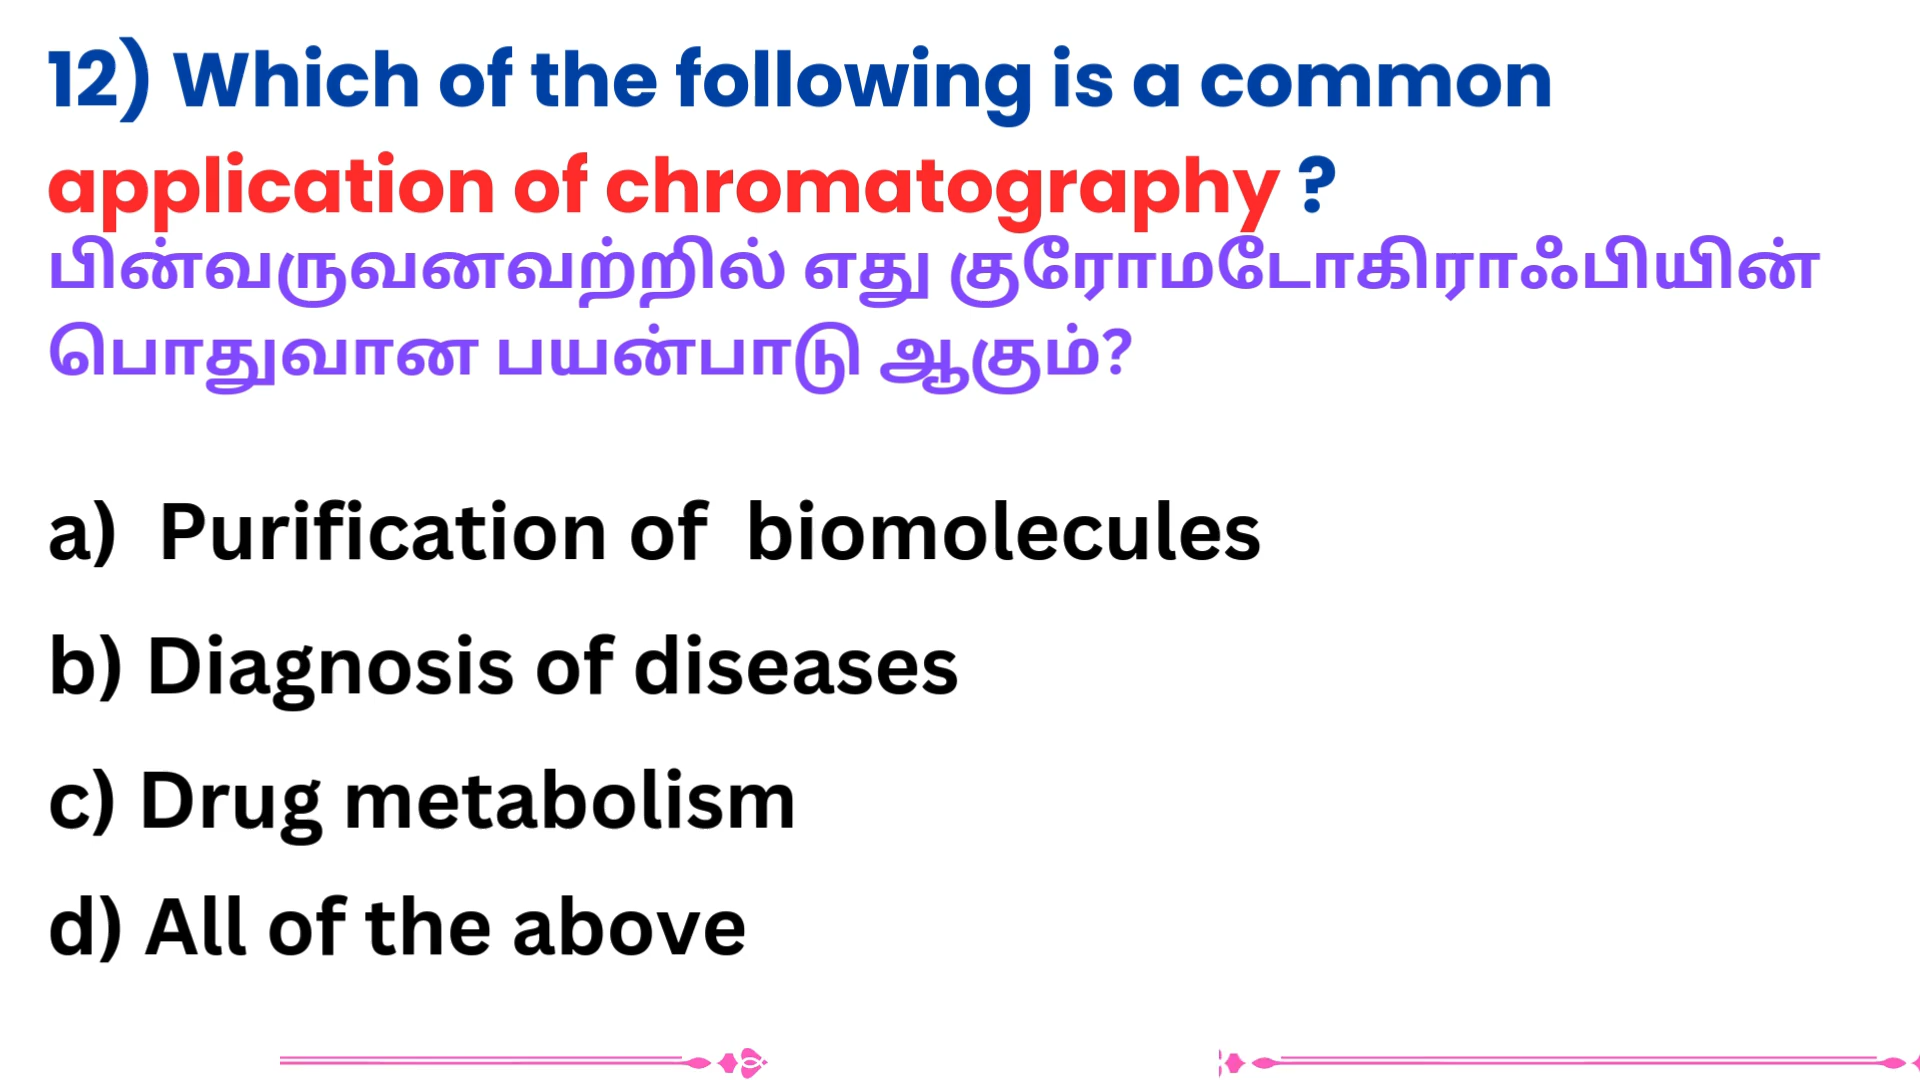 12) Which of the following is a common
application of chromatography ?
பின்வருவனவற்றில் எது குரோமடோகிராஃபியின்
பொதுவான பயன்பாடு ஆகும்?
a) Purification of biomolecules
b) Diagnosis of diseases
c) Drug metabolism
d) All of the above